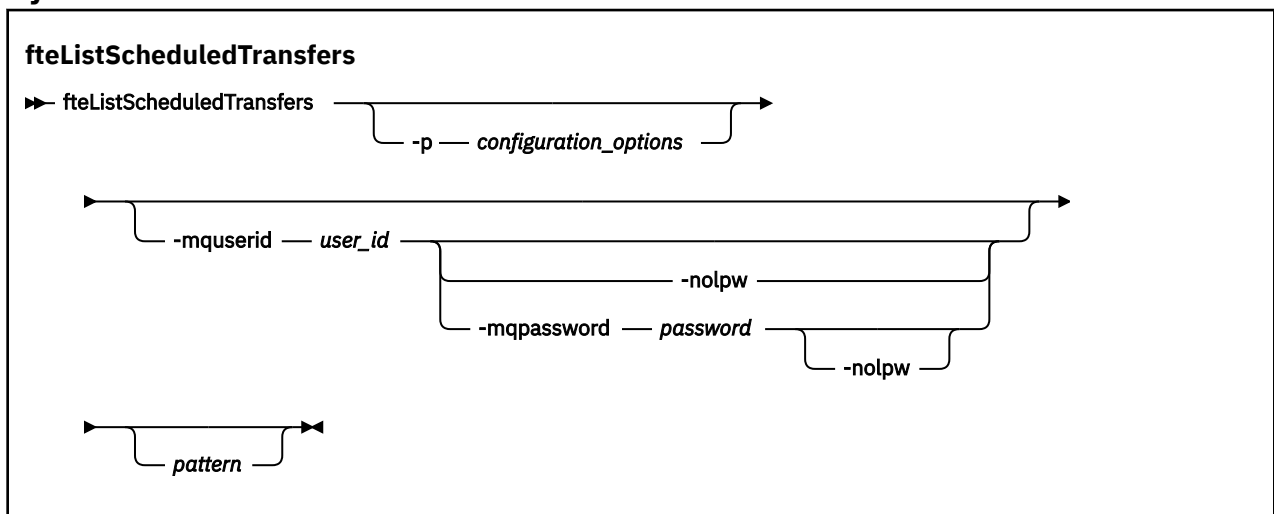 fteListScheduledTransfers
fteListScheduledTransfers
-p configuration_options
-mquserid user_id
-nolpw
-mqpassword password
-nolpw
pattern